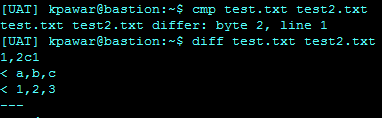 [UAT] kpawar@bastion:~$ cmp test.txt test2.txt
test.txt test2.txt differ: byte 2, line 1
[UAT] kpawar@bastion:~$ diff test.txt test2.txt
1,2c1
< a,b,c
< 1,2,3
---